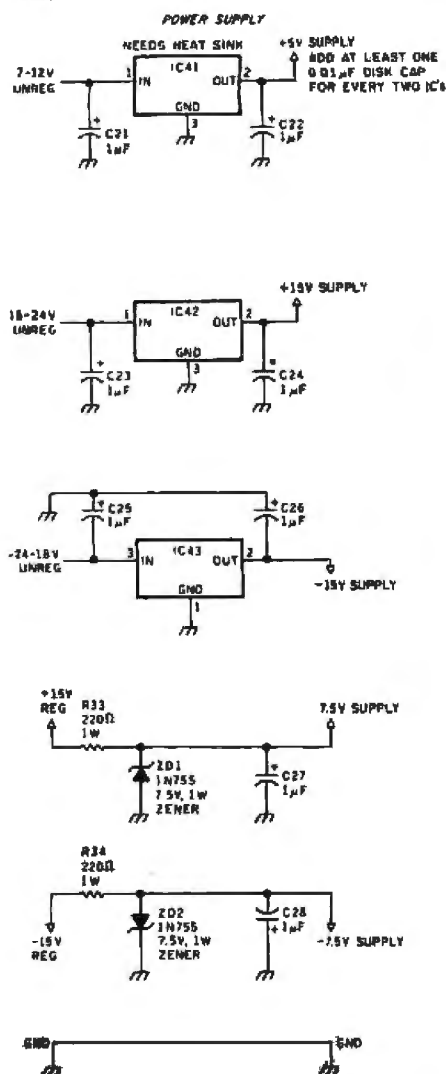 POWER SUPPLY
NEEDS HEAT SINK
+5V SUPPLY
ADD AT LEAST ONE
0.01µF DISK CAP
FOR EVERY TWO IC'S
7-12V
UNREG
1
IN
IC41
OUT
2
GND
3
+
C21
1µF
+
C22
1µF
+15V SUPPLY
18-24V
UNREG
1
IN
IC42
OUT
2
GND
3
+
C23
1µF
+
C24
1µF
+
C25
1µF
+
C26
1µF
-24-18V
UNREG
3
IN
IC43
OUT
2
GND
1
-15V SUPPLY
+15V
REG
R33
220Ω
1W
7.5V SUPPLY
ZD1
1N755
7.5V, 1W
ZENER
+
C27
1µF
R34
220Ω
1W
-15V
REG
ZD2
1N755
7.5V, 1W
ZENER
C28
+
1µF
-7.5V SUPPLY
GND
GND